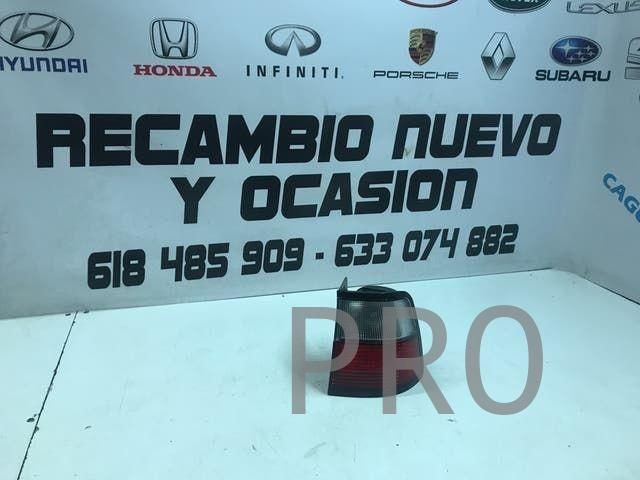 LEXUS
HYUNDAI
HONDA
INFINITI
PORSCHE
SUBARU
RECAMBIO NUEVO
Y OCASION
618 485 909 - 633 074 882
PRO